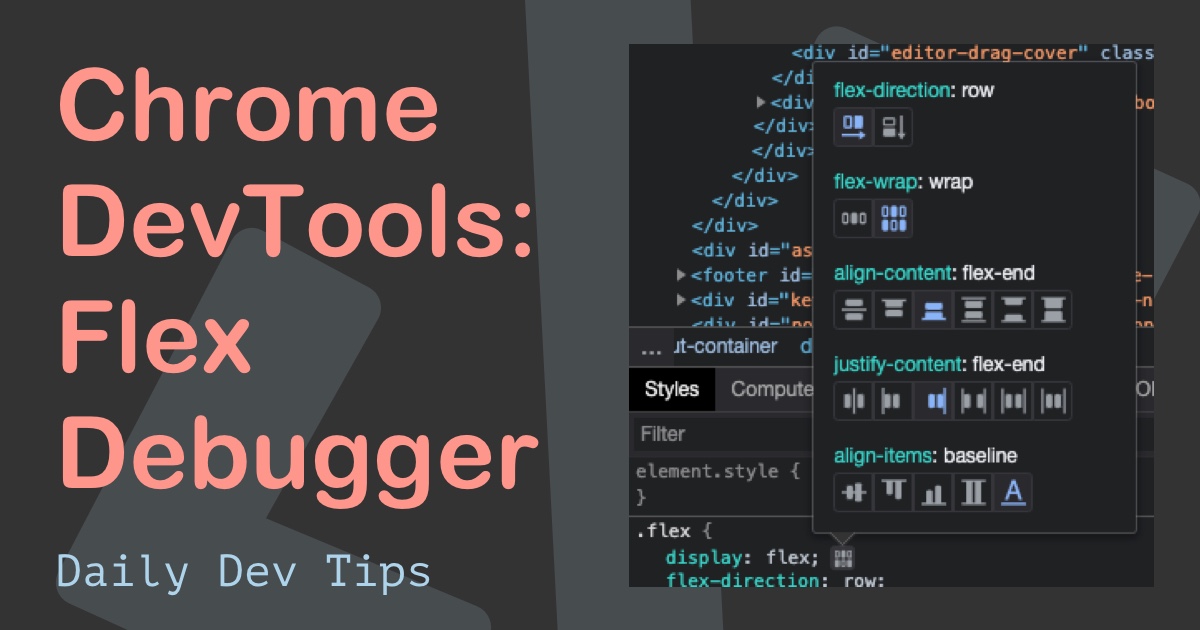 Chrome
DevTools:
Flex
Debugger
Daily Dev Tips
<div id="editor-drag-cover" class
</di
<div
bo
</div>
</div>
</div>
</div>
</div>
<div id="as
<footer id=
e-
<div id="ke
-n
<div id="po
... ut-container d
Styles Compute
Filter
element.style {
}
.flex {
display: flex;
flex-direction: row;
flex-direction: row
flex-wrap: wrap
align-content: flex-end
justify-content: flex-end
align-items: baseline
A